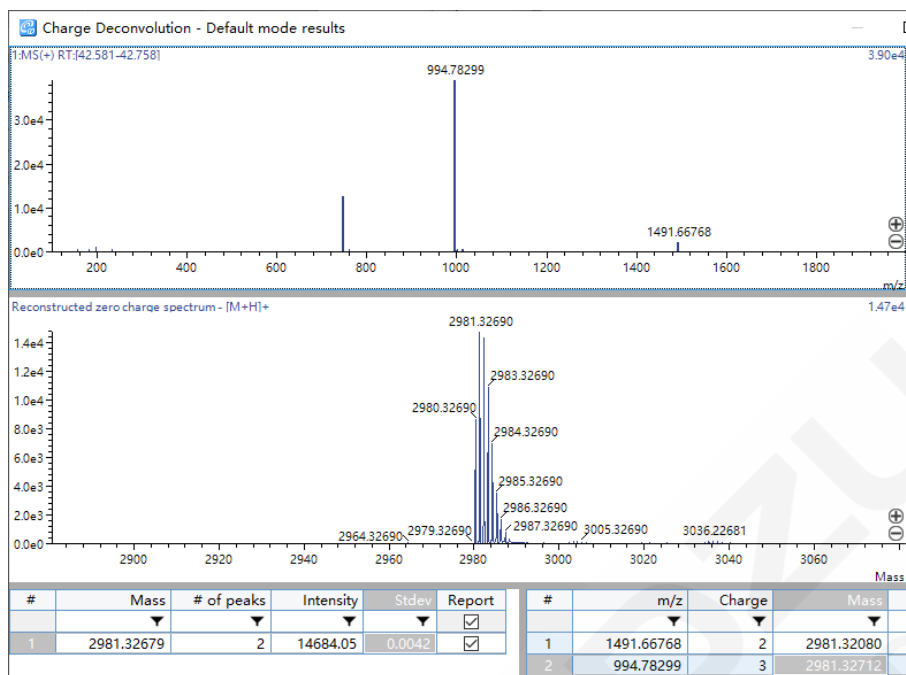 Charge Deconvolution - Default mode results
1:MS(+) RT:[42.581-42.758]
3.90e4
994.78299
3.0e4
2.0e4
1.0e4
0.0e0
1491.66768
200 400 600 800 1000 1200 1400 1600 1800
m/z
Reconstructed zero charge spectrum - [M+H]+
1.47e4
2981.32690
1.4e4
1.2e4
1.0e4
8.0e3
6.0e3
4.0e3
2.0e3
0.0e0
2983.32690
2980.32690
2984.32690
2985.32690
2986.32690
2964.32690
2979.32690
2987.32690
3005.32690
3036.22681
2900 2920 2940 2960 2980 3000 3020 3040 3060
Mass
# Mass # of peaks Intensity Stdev Report
1 2981.32679 2 14684.05 0.0042
# m/z Charge Mass
1 1491.66768 2 2981.32080
2 994.78299 3 2981.32712